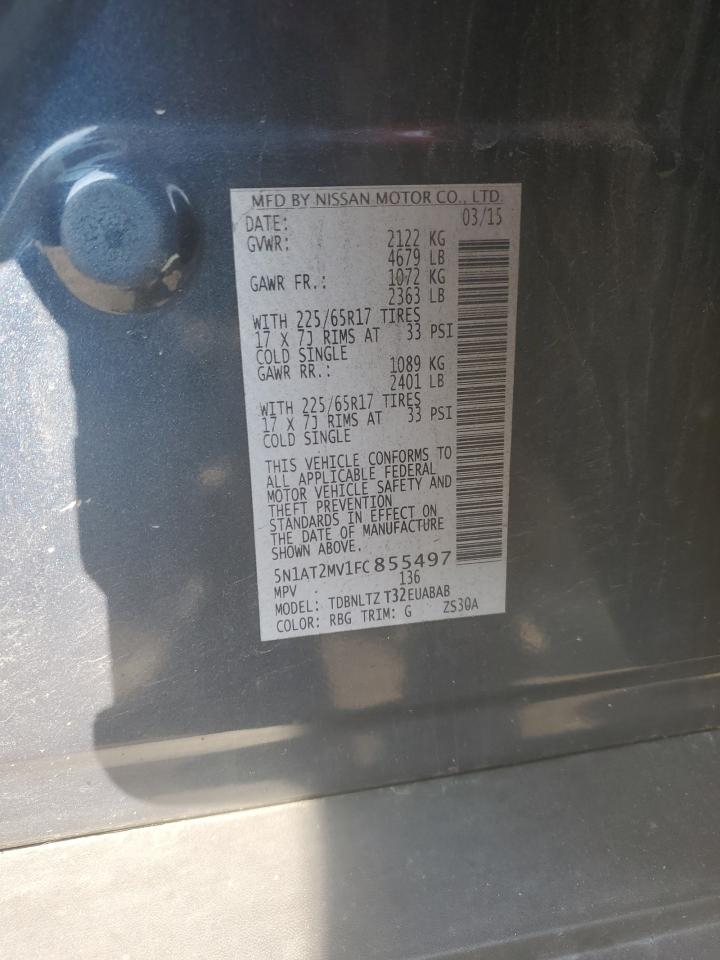 MFD BY NISSAN MOTOR CO., LTD.
DATE: 03/15
GVWR: 2122 KG
4679 LB
GAWR FR.: 1072 KG
2363 LB
WITH 225/65R17 TIRES
17 X 7J RIMS AT 33 PSI
COLD SINGLE
GAWR RR.: 1089 KG
2401 LB
WITH 225/65R17 TIRES
17 X 7J RIMS AT 33 PSI
COLD SINGLE
THIS VEHICLE CONFORMS TO
ALL APPLICABLE FEDERAL
MOTOR VEHICLE SAFETY AND
THEFT PREVENTION
STANDARDS IN EFFECT ON
THE DATE OF MANUFACTURE
SHOWN ABOVE.
5N1AT2MV1FC855497
MPV 136
MODEL: TDBNLTZ T32EUABAB
COLOR: RBG TRIM: G ZS30A